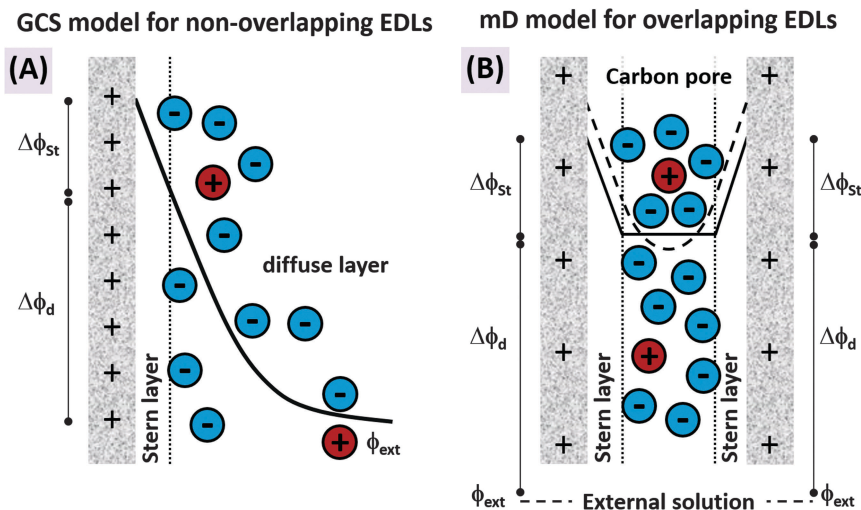 GCS model for non-overlapping EDLs
(A)
+
+
+
+
+
+
+
+
Δϕ_St
Δϕ_d
Stern layer
-
-
-
+
-
-
-
-
-
-
-
+
diffuse layer
ϕ_ext
mD model for overlapping EDLs
(B)
Carbon pore
+
+
+
+
+
+
+
+
Δϕ_St
Δϕ_St
Δϕ_d
Δϕ_d
-
-
-
+
-
-
-
-
-
-
+
-
-
-
Stern layer
Stern layer
ϕ_ext
External solution
ϕ_ext